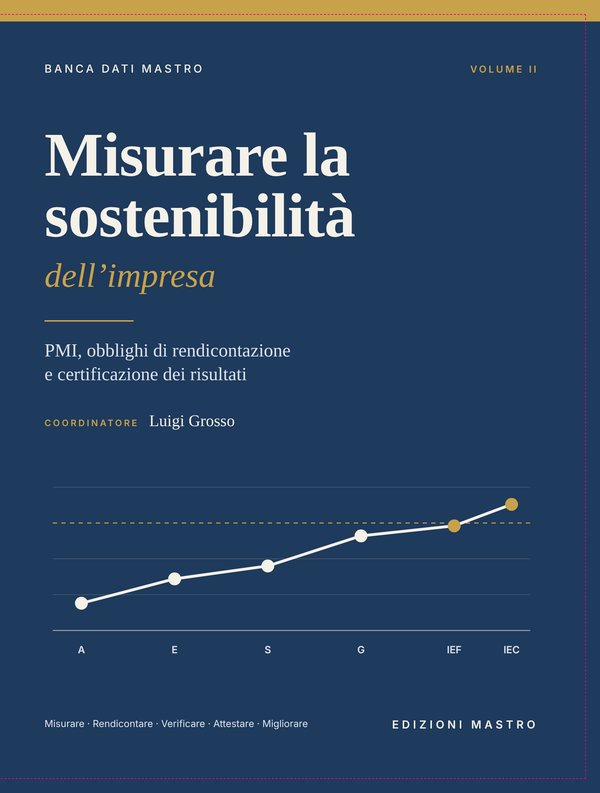 BANCA DATI MASTRO
VOLUME II
Misurare la
sostenibilità
dell’impresa
PMI, obblighi di rendicontazione
e certificazione dei risultati
COORDINATORE Luigi Grosso
A E S G IEF IEC
Misurare · Rendicontare · Verificare · Attestare · Migliorare
EDIZIONI MASTRO